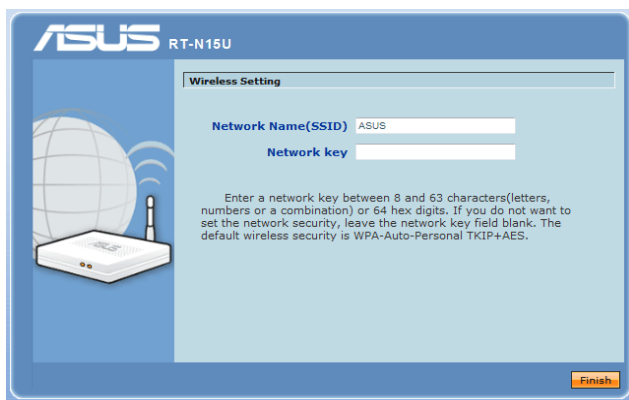 ASUS RT-N15U
Wireless Setting
Network Name(SSID) ASUS
Network key
Enter a network key between 8 and 63 characters(letters,
numbers or a combination) or 64 hex digits. If you do not want to
set the network security, leave the network key field blank. The
default wireless security is WPA-Auto-Personal TKIP+AES.
ASUS
Finish